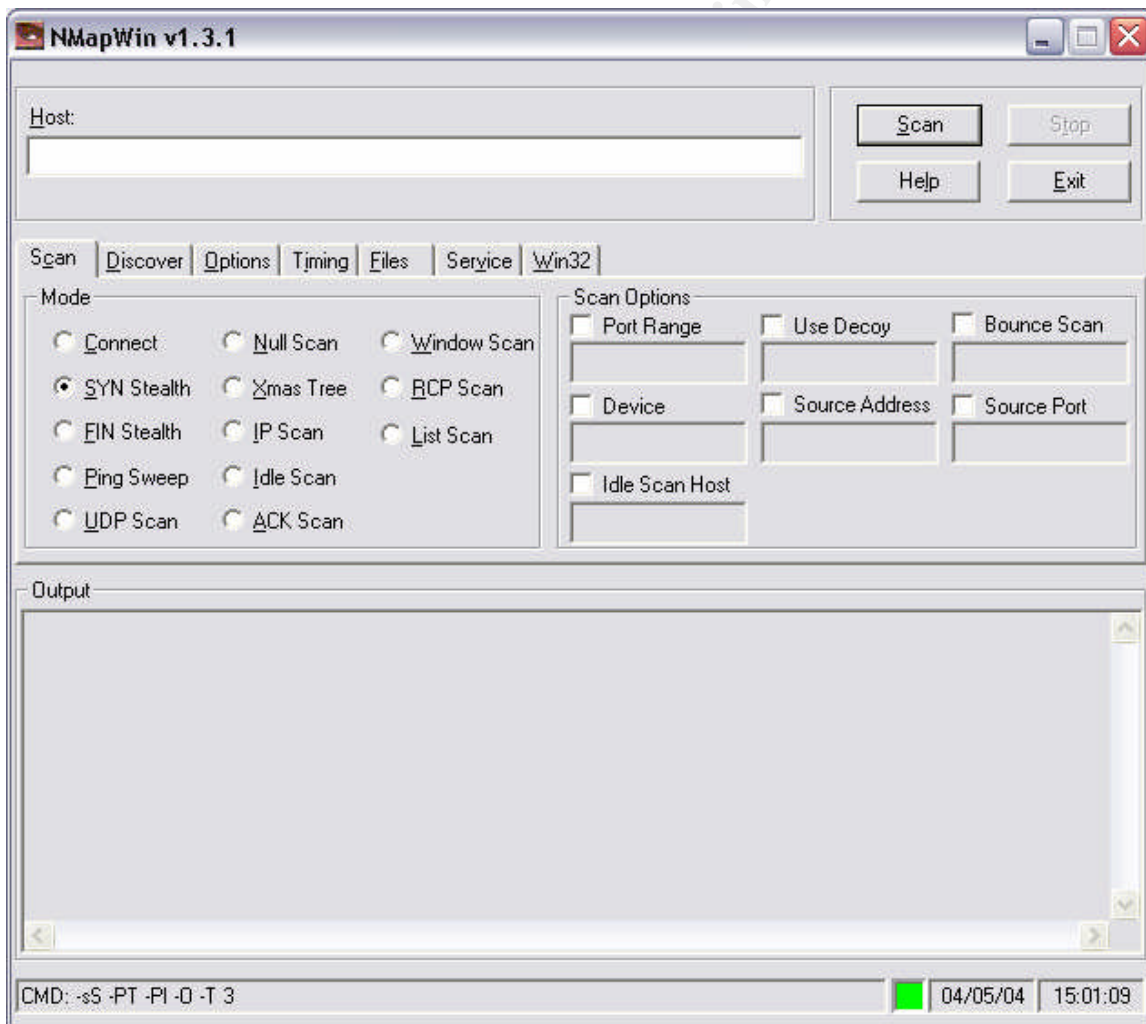 NMapWin v1.3.1
Host:
Scan
Stop
Help
Exit
Scan Discover Options Timing Files Service Win32
Mode
Connect Null Scan Window Scan
SYN Stealth Xmas Tree RCP Scan
FIN Stealth IP Scan List Scan
Ping Sweep Idle Scan
UDP Scan ACK Scan
Scan Options
Port Range Use Decoy Bounce Scan
Device Source Address Source Port
Idle Scan Host
Output
CMD: -sS -PT -PI -O -T 3
04/05/04 15:01:09